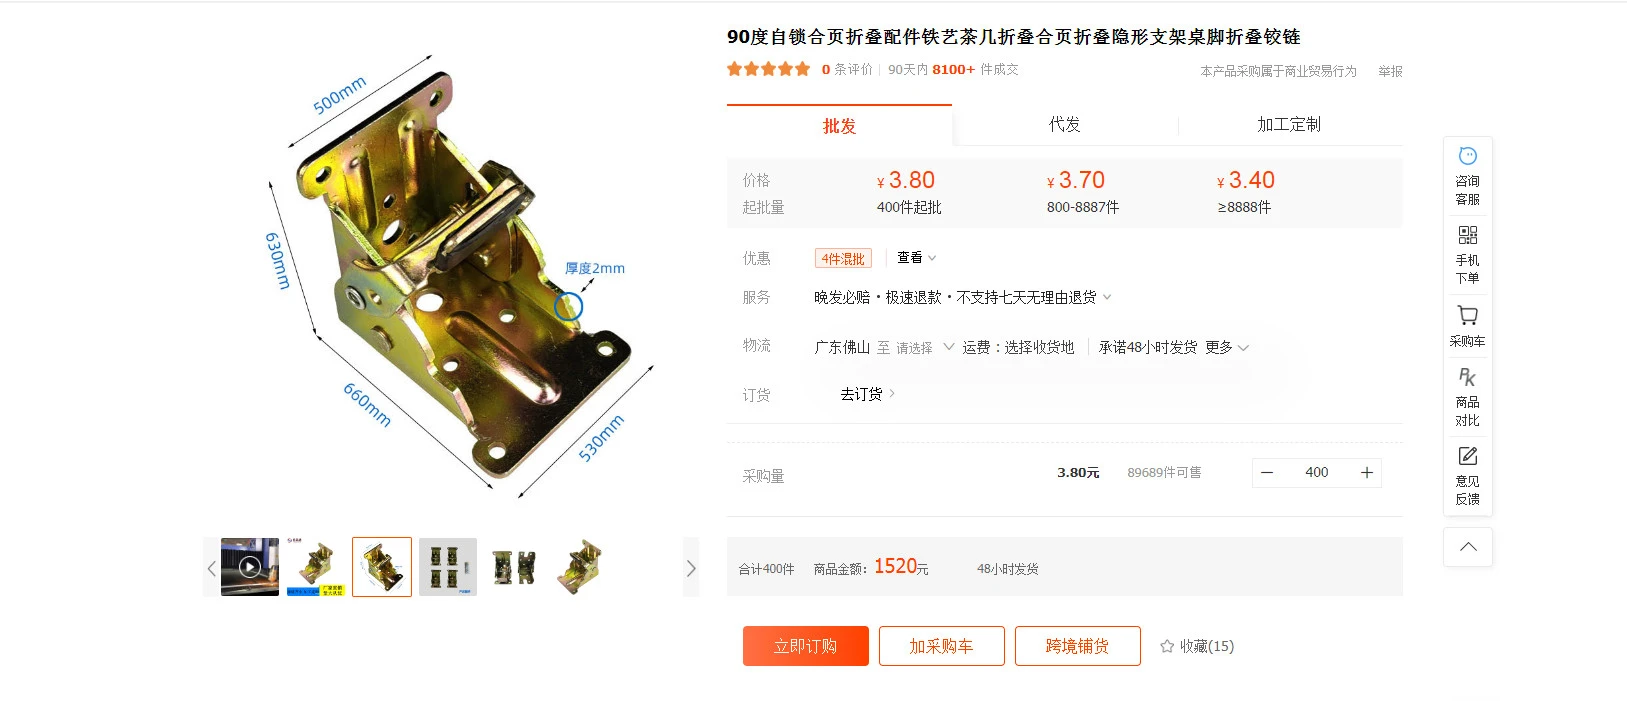 90度自锁合页折叠配件铁艺茶几折叠合页折叠隐形支架桌脚折叠铰链
0 条评价 90天内 8100+ 件成交 本产品采购属于商业贸易行为 举报
批发 代发 加工定制
价格 ¥ 3.80 ¥ 3.70 ¥ 3.40
起批量 400件起批 800-8887件 ≥8888件
优惠 4件混批 查看
服务 晚发必赔・极速退款・不支持七天无理由退货
物流 广东佛山 至 请选择 运费：选择收货地 承诺48小时发货 更多
订货 去订货
采购量 3.80元 89689件可售 － 400 ＋
合计400件 商品金额： 1520元 48小时发货
立即订购 加采购车 跨境铺货 收藏(15)
500mm
630mm
厚度2mm
660mm
530mm
咨询
客服
手机
下单
采购车
PK
商品
对比
意见
反馈